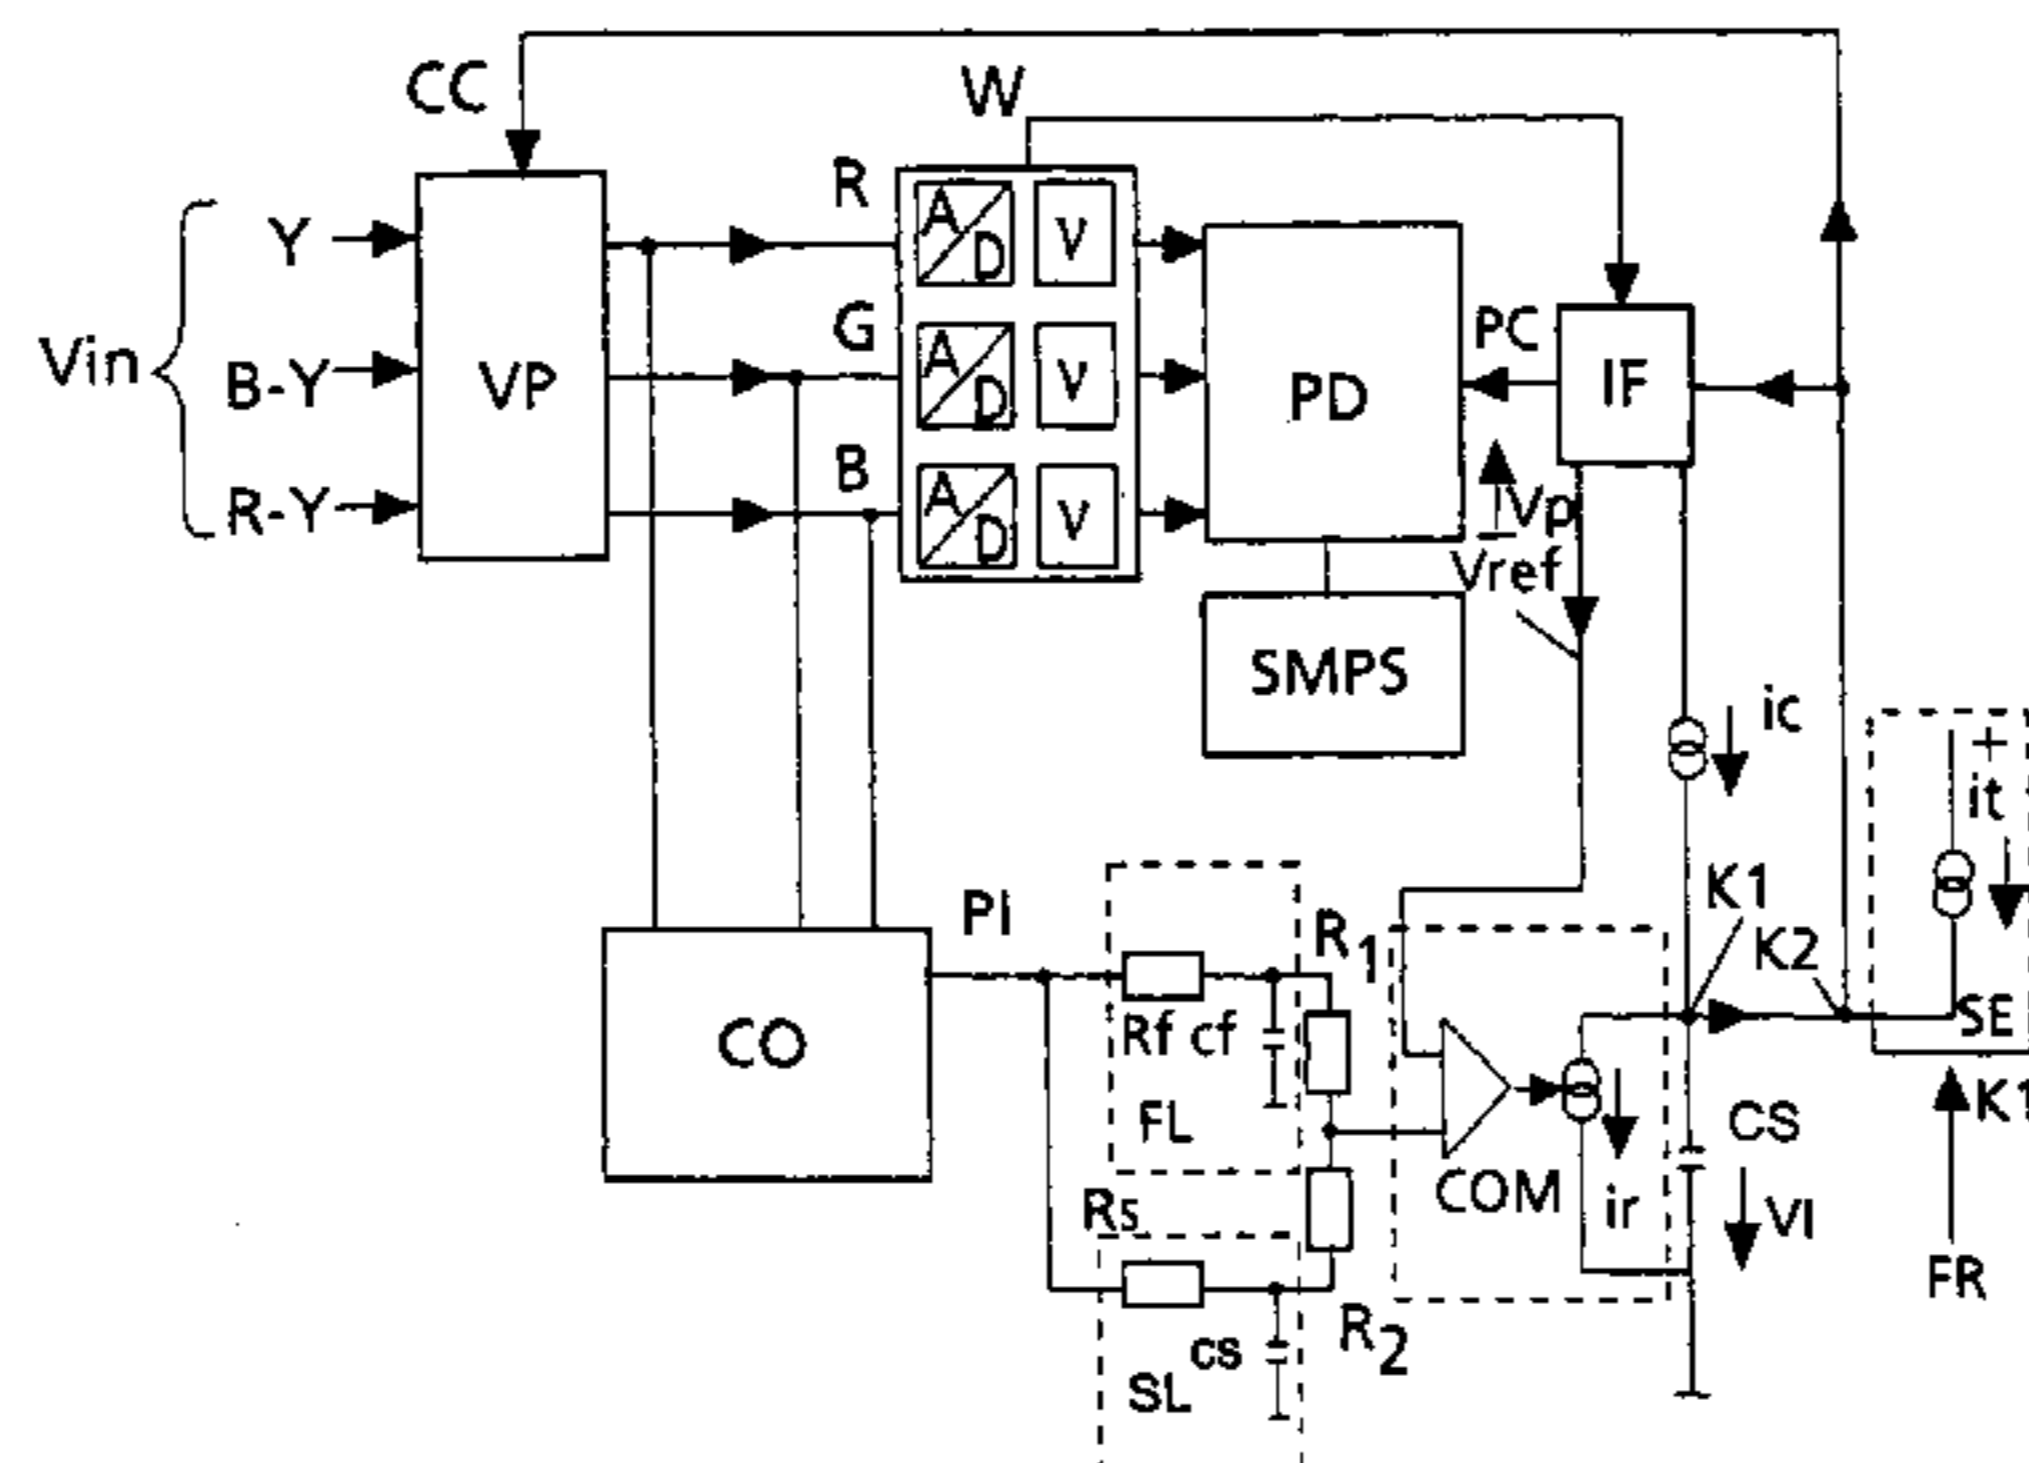 CC
W
R
Y
A
D
V
G
PC
IF
Vin
B-Y
VP
A
D
V
PD
B
R-Y
A
D
V
Vp
Vref
SMPS
ic
+
it
PI
R1
K1
K2
CO
Rf
cf
SE
FL
K1
CS
COM
ir
VI
Rs
FR
R2
cs
SL